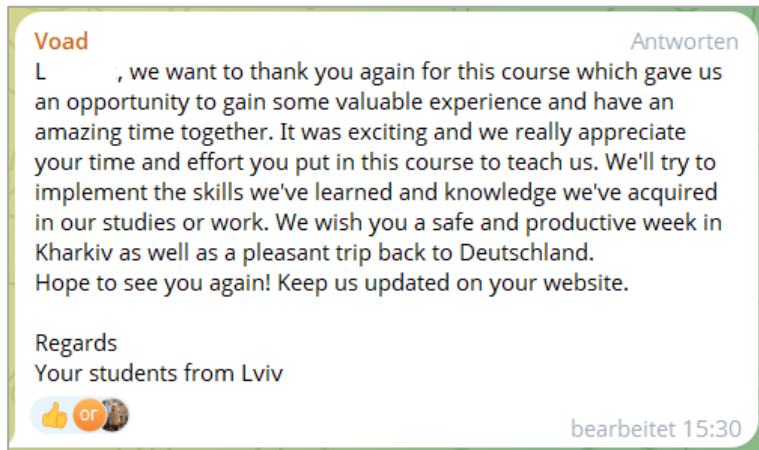 Voad Antworten
L , we want to thank you again for this course which gave us
an opportunity to gain some valuable experience and have an
amazing time together. It was exciting and we really appreciate
your time and effort you put in this course to teach us. We'll try to
implement the skills we've learned and knowledge we've acquired
in our studies or work. We wish you a safe and productive week in
Kharkiv as well as a pleasant trip back to Deutschland.
Hope to see you again! Keep us updated on your website.
Regards
Your students from Lviv
OF
bearbeitet 15:30